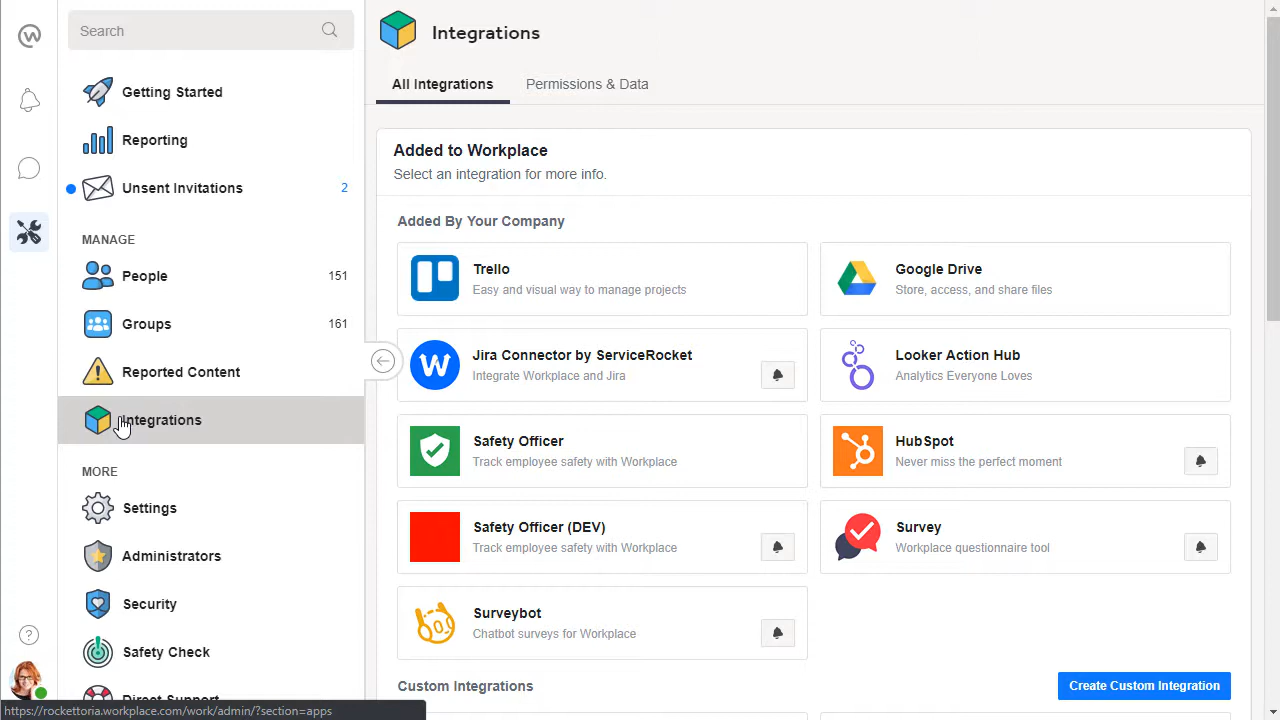 Search
Getting Started
Reporting
Unsent Invitations 2
MANAGE
People 151
Groups 161
Reported Content
Integrations
MORE
Settings
Administrators
Security
Safety Check
Direct Support
https://rockettoria.workplace.com/work/admin/?section=apps
Integrations
All Integrations Permissions & Data
Added to Workplace
Select an integration for more info.
Added By Your Company
Trello
Easy and visual way to manage projects
Google Drive
Store, access, and share files
Jira Connector by ServiceRocket
Integrate Workplace and Jira
Looker Action Hub
Analytics Everyone Loves
Safety Officer
Track employee safety with Workplace
HubSpot
Never miss the perfect moment
Safety Officer (DEV)
Track employee safety with Workplace
Survey
Workplace questionnaire tool
Surveybot
Chatbot surveys for Workplace
Custom Integrations
Create Custom Integration